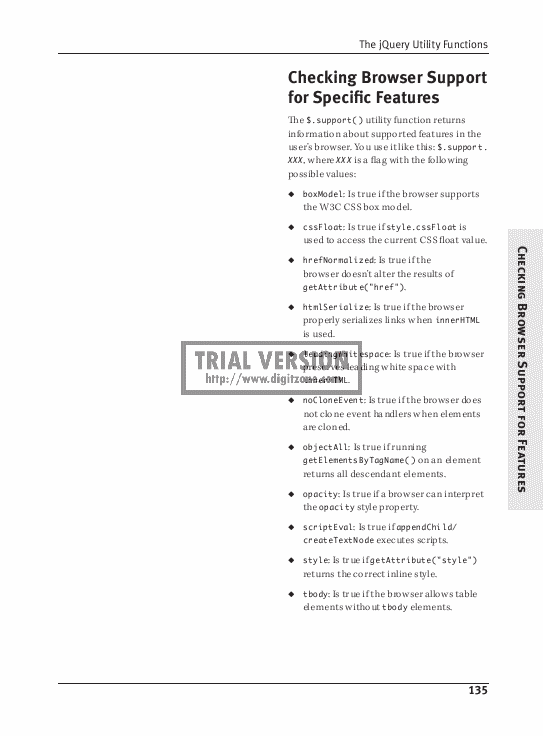 The jQuery Utility Functions
Checking Browser Support
for Specific Features
The $.support() utility function returns
information about supported features in the
user's browser. You use it like this: $.support.
XXX, where XXX is a flag with the following
possible values:
◆ boxModel: Is true if the browser supports
the W3C CSS box model.
◆ cssFloat: Is true if style.cssFloat is
used to access the current CSS float value.
◆ hrefNormalized: Is true if the
browser doesn't alter the results of
getAttribute("href").
◆ htmlSerialize: Is true if the browser
properly serializes links when innerHTML
is used.
◆ leadingWhitespace: Is true if the browser
preserves leading white space with
innerHTML.
TRIAL VERSION
http://www.digitzone.com
◆ noCloneEvent: Is true if the browser does
not clone event handlers when elements
are cloned.
◆ objectAll: Is true if running
getElementsByTagName() on an element
returns all descendant elements.
◆ opacity: Is true if a browser can interpret
the opacity style property.
◆ scriptEval: Is true if appendChild/
createTextNode executes scripts.
◆ style: Is true if getAttribute("style")
returns the correct inline style.
◆ tbody: Is true if the browser allows table
elements without tbody elements.
Checking Browser Support for Features
135